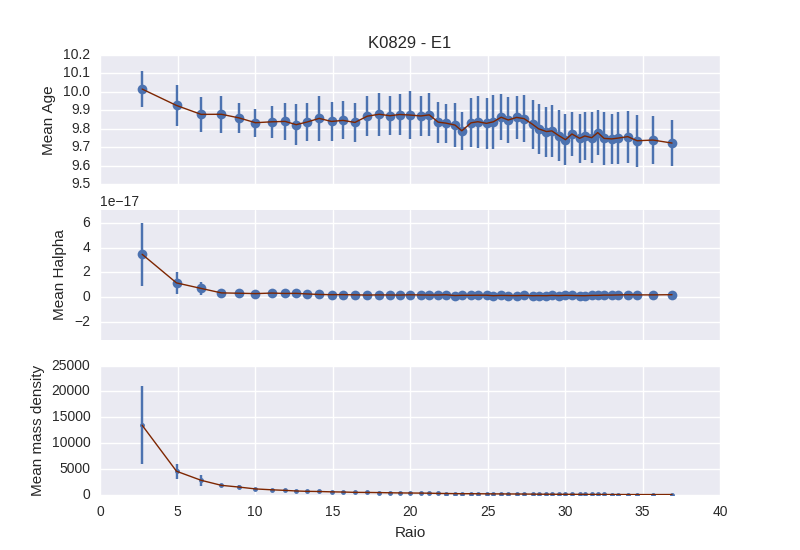 K0829 - E1
10.2
10.1
10.0
9.9
9.8
9.7
9.6
9.5
Mean Age
1e−17
6
4
2
0
−2
Mean Halpha
25000
20000
15000
10000
5000
0
Mean mass density
0 5 10 15 20 25 30 35 40
Raio